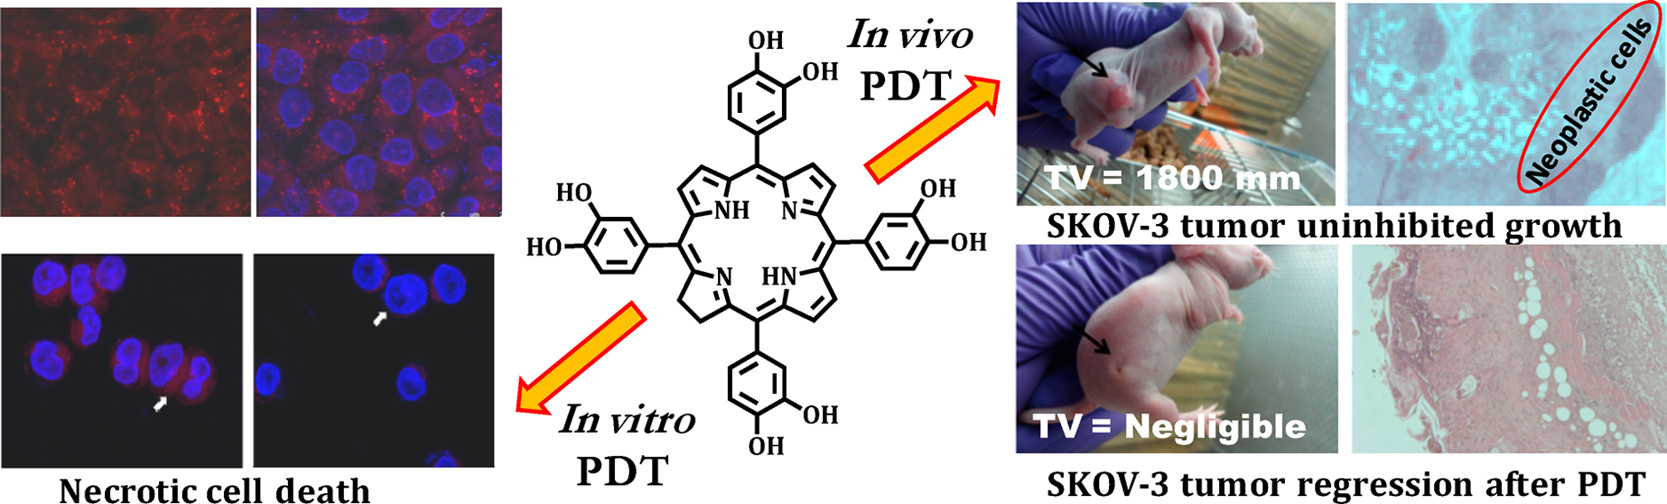 In vivo
PDT
OH
OH
HO
HO
NH
N
N
HN
OH
OH
OH
OH
In vitro
PDT
Necrotic cell death
TV = 1800 mm
Neoplastic cells
SKOV-3 tumor uninhibited growth
TV = Negligible
SKOV-3 tumor regression after PDT